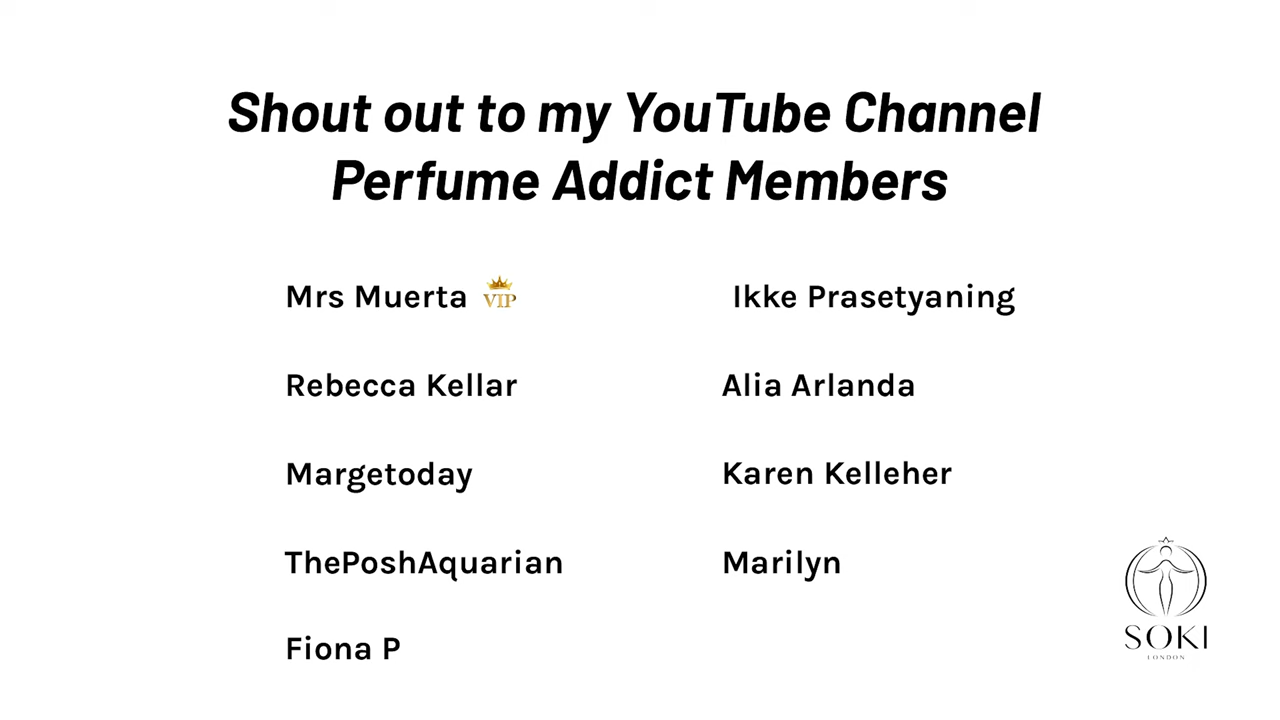 Shout out to my YouTube Channel
Perfume Addict Members
Mrs Muerta VIP
Rebecca Kellar
Margetoday
ThePoshAquarian
Fiona P
Ikke Prasetyaning
Alia Arlanda
Karen Kelleher
Marilyn
SOKI
LONDON